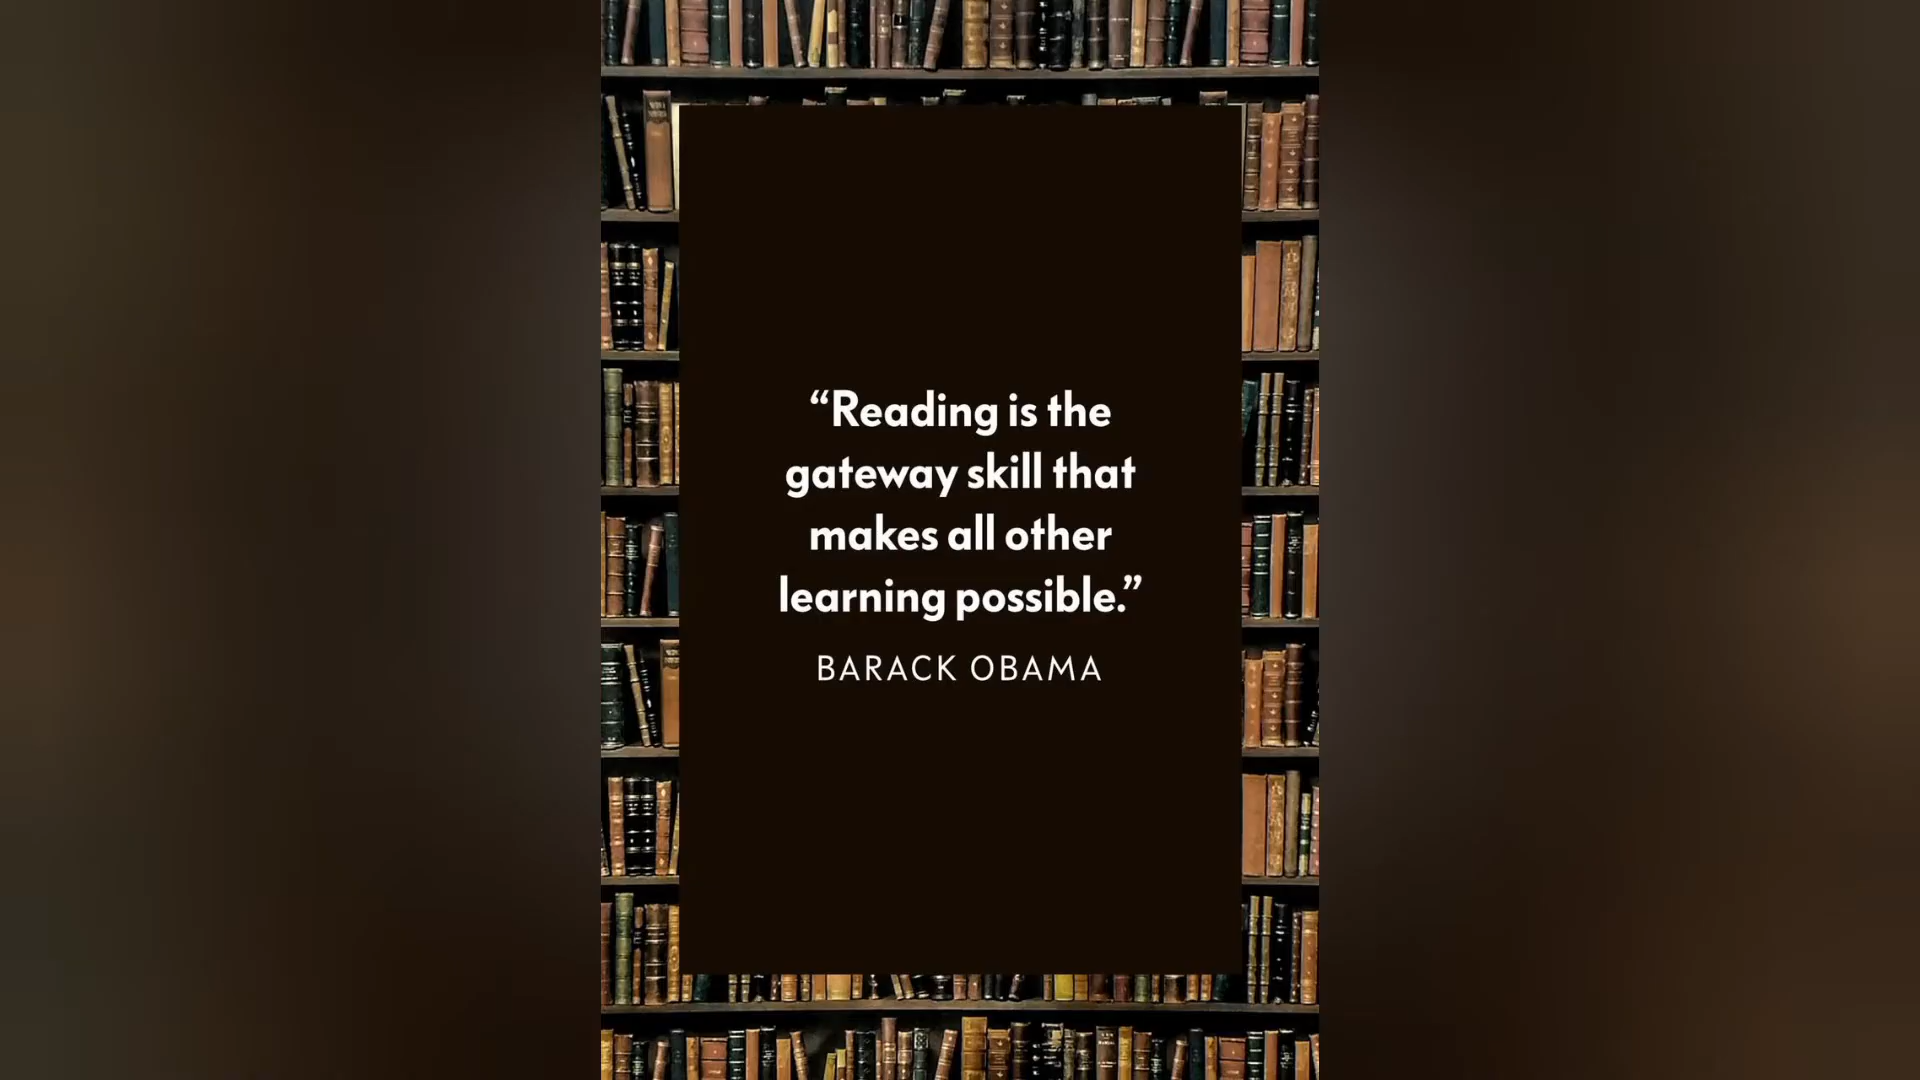 “Reading is the
gateway skill that
makes all other
learning possible.”
BARACK OBAMA